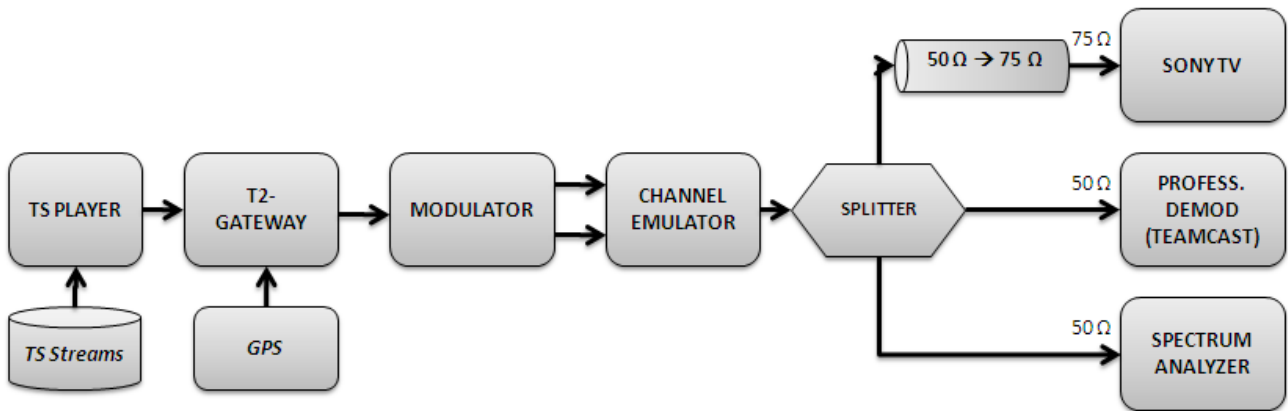 75 Ω
50 Ω → 75 Ω
SONY TV
TS PLAYER
T2-
GATEWAY
MODULATOR
CHANNEL
EMULATOR
SPLITTER
50 Ω
PROFESS.
DEMOD
(TEAMCAST)
TS Streams
GPS
50 Ω
SPECTRUM
ANALYZER